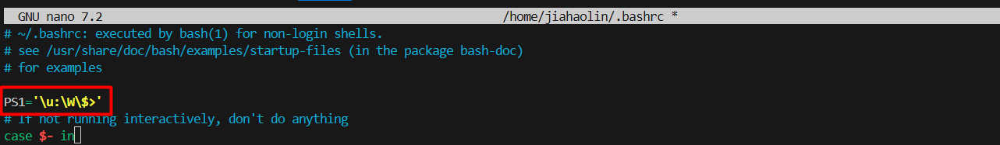 GNU nano 7.2 /home/jiahaolin/.bashrc *
# ~/.bashrc: executed by bash(1) for non-login shells.
# see /usr/share/doc/bash/examples/startup-files (in the package bash-doc)
# for examples
PS1='\u:\W\$>'
# If not running interactively, don't do anything
case $- in